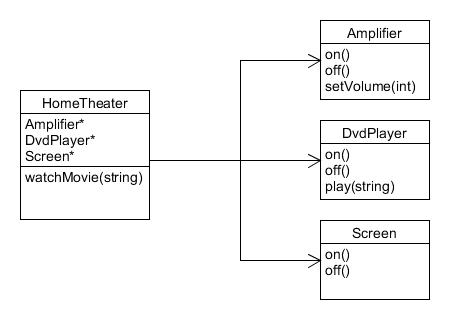 HomeTheater
Amplifier*
DvdPlayer*
Screen*
watchMovie(string)
Amplifier
on()
off()
setVolume(int)
DvdPlayer
on()
off()
play(string)
Screen
on()
off()